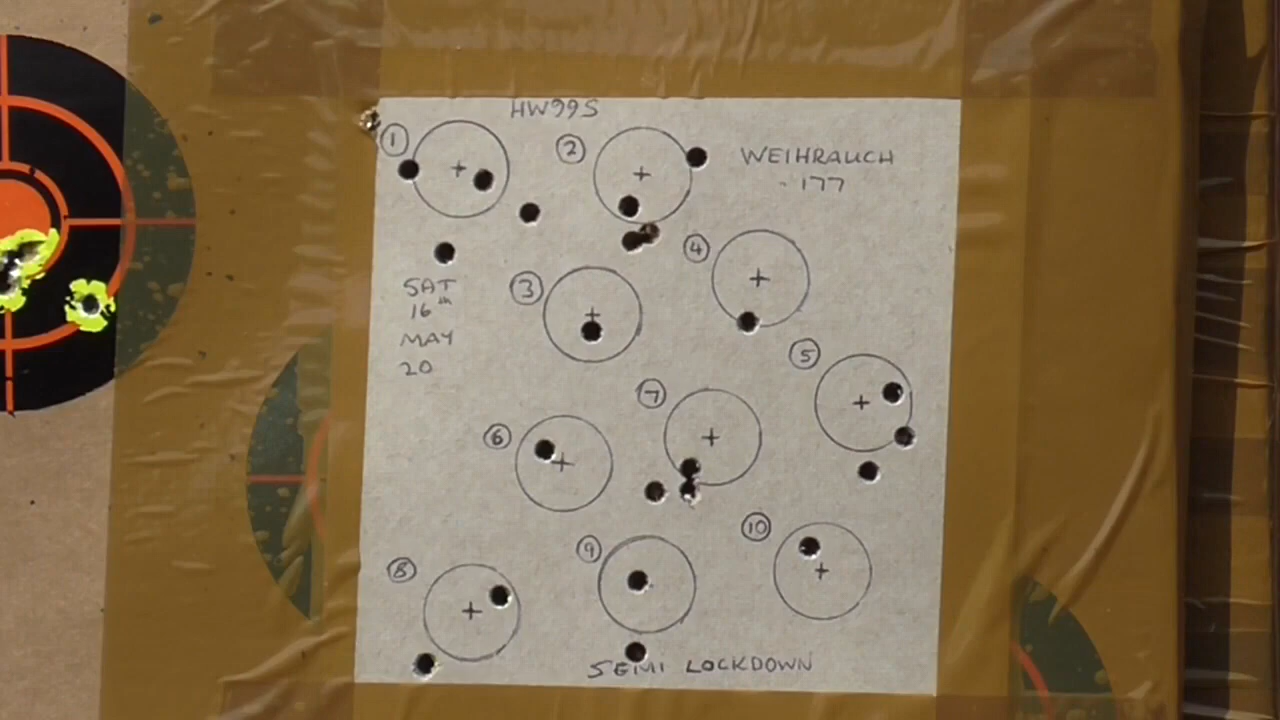 HW99S
1
2
WEIHRAUCH
.177
4
SAT
16th
MAY
20
3
5
7
6
10
9
8
SEMI LOCKDOWN